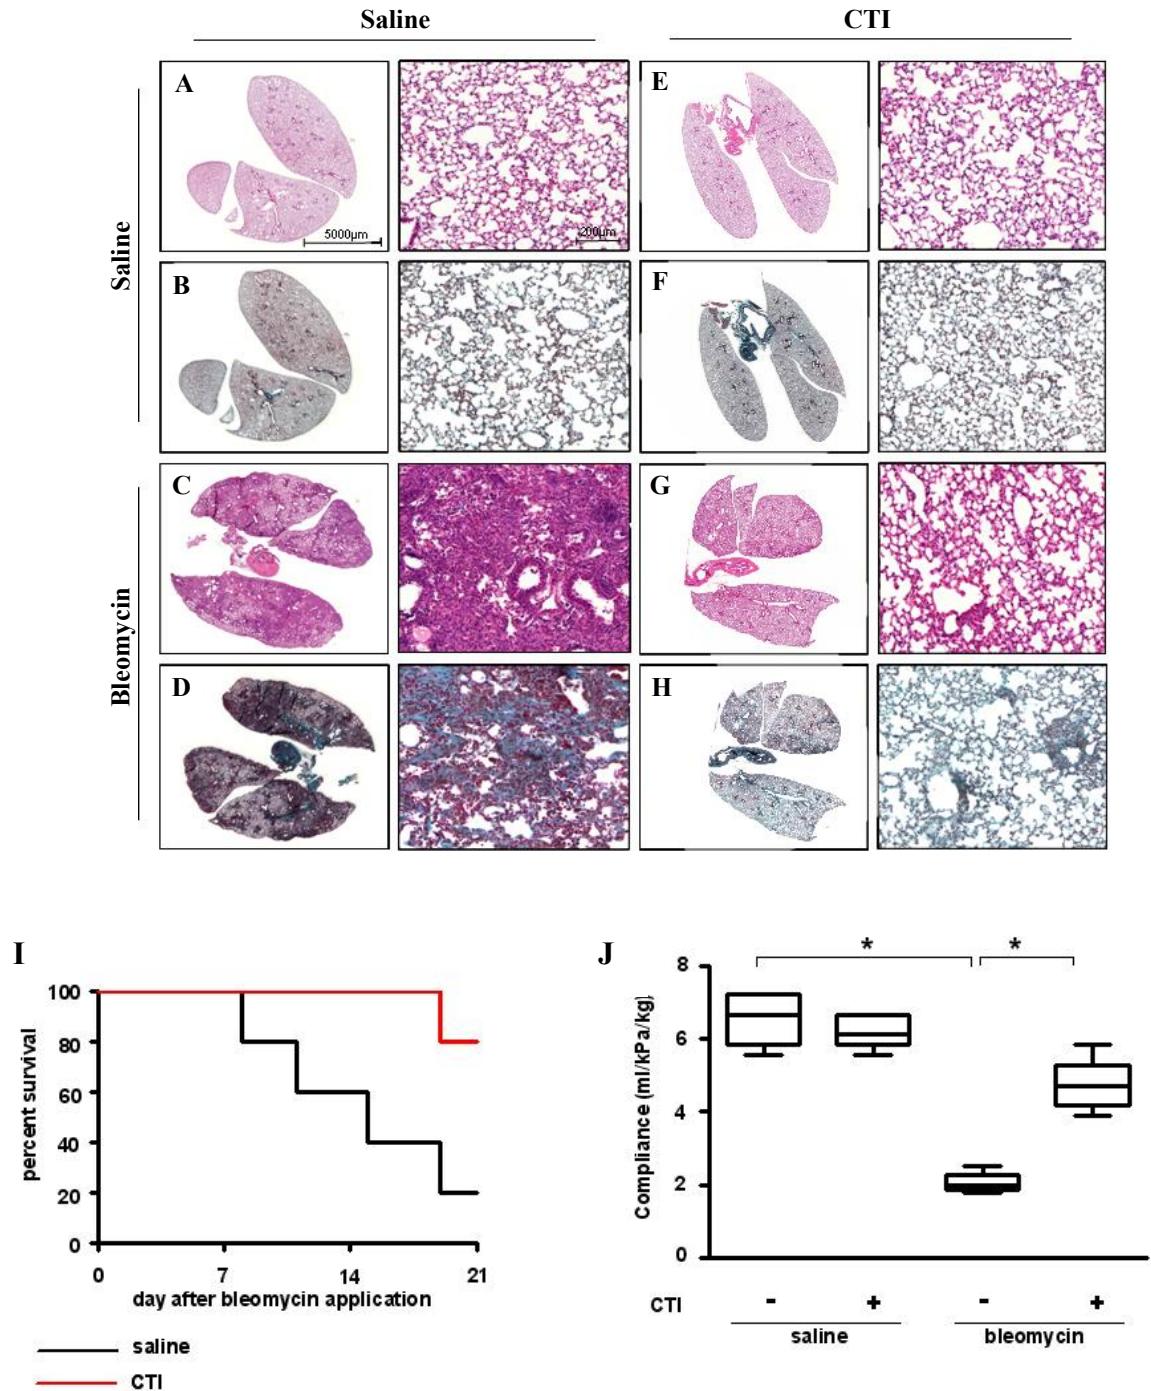 Saline CTI
Saline
Bleomycin
A
5000µm
200µm
E
B
F
C
G
D
H
I
percent survival
100
80
60
40
20
0
0 7 14 21
day after bleomycin application
saline
CTI
J
* *
Compliance (ml/kPa/kg)
8
6
4
2
0
CTI - + - +
saline bleomycin